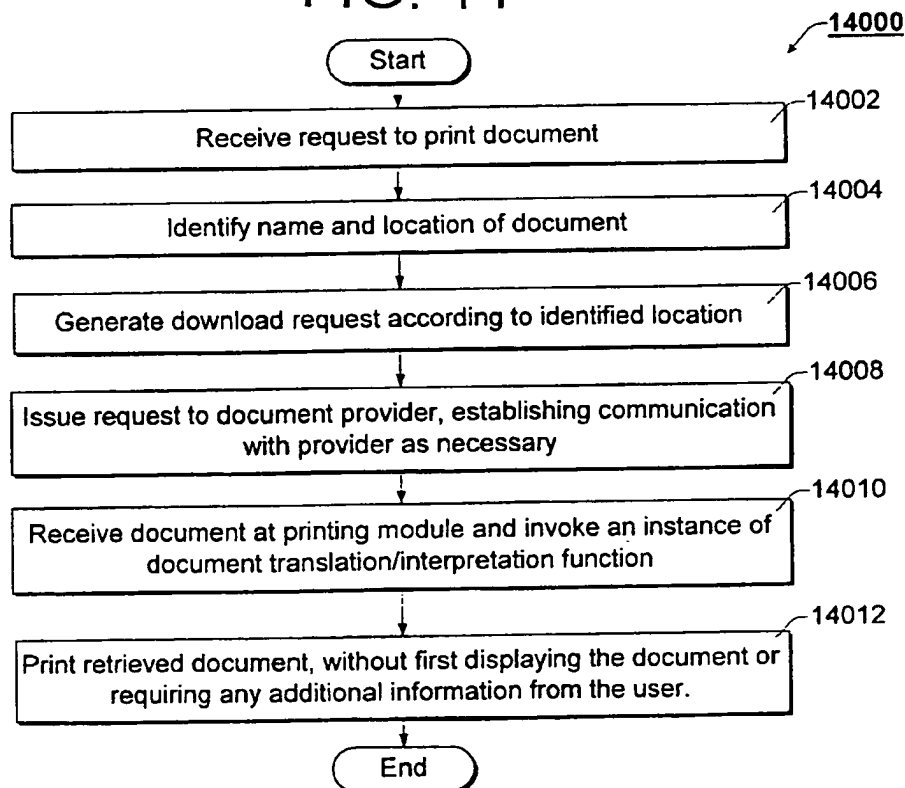 14000
Start
14002
Receive request to print document
14004
Identify name and location of document
14006
Generate download request according to identified location
14008
Issue request to document provider, establishing communication
with provider as necessary
14010
Receive document at printing module and invoke an instance of
document translation/interpretation function
14012
Print retrieved document, without first displaying the document or
requiring any additional information from the user.
End